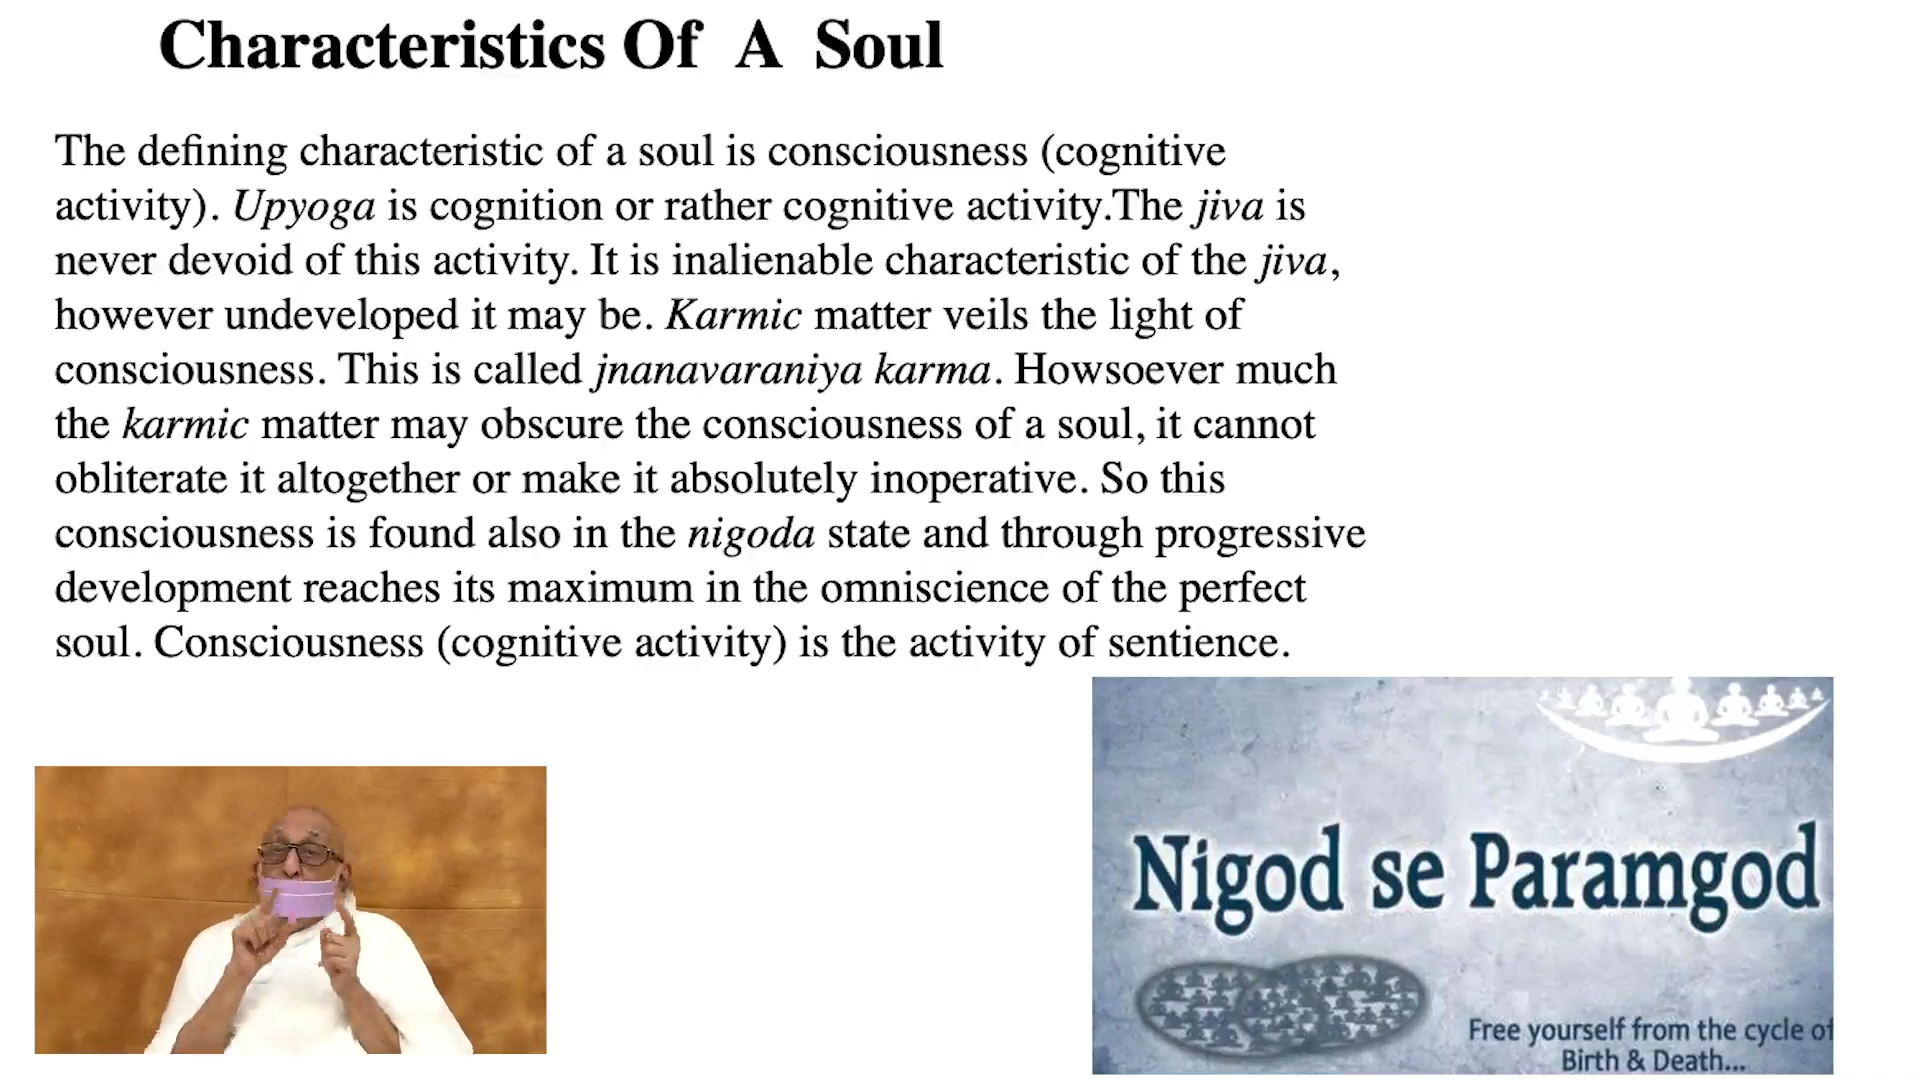 Characteristics Of A Soul
The defining characteristic of a soul is consciousness (cognitive
activity). Upyoga is cognition or rather cognitive activity.The jiva is
never devoid of this activity. It is inalienable characteristic of the jiva,
however undeveloped it may be. Karmic matter veils the light of
consciousness. This is called jnanavaraniya karma. Howsoever much
the karmic matter may obscure the consciousness of a soul, it cannot
obliterate it altogether or make it absolutely inoperative. So this
consciousness is found also in the nigoda state and through progressive
development reaches its maximum in the omniscience of the perfect
soul. Consciousness (cognitive activity) is the activity of sentience.
Nigod se Paramgod
Free yourself from the cycle of
Birth & Death...